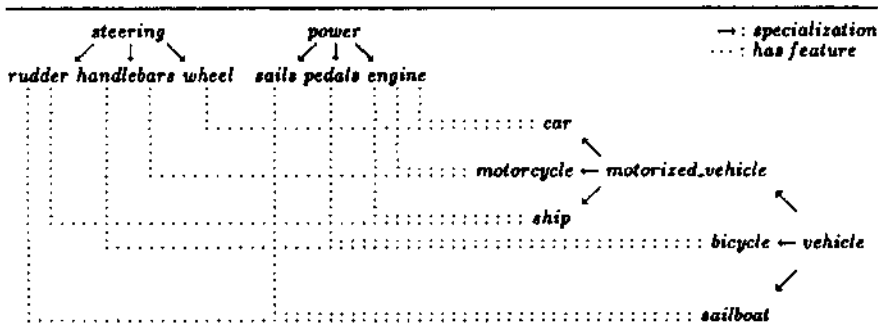 steering power →: specialization
....: has feature
rudder handlebars wheel sails pedals engine
car
motorcycle ← motorized_vehicle
ship
bicycle ← vehicle
sailboat